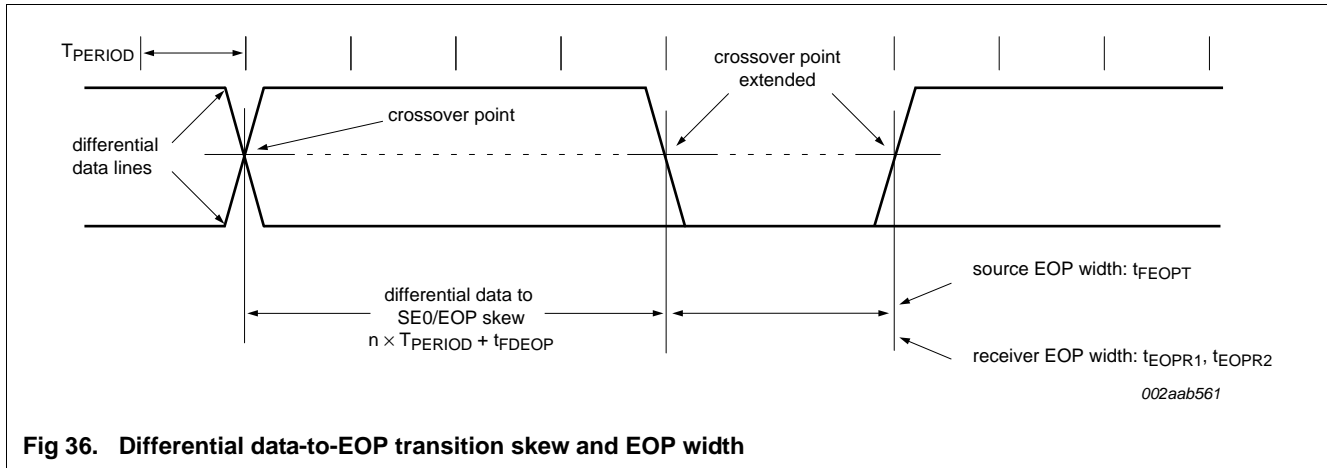 TPERIOD
crossover point
extended
crossover point
differential
data lines
source EOP width: tFEOPT
differential data to
SE0/EOP skew
n × TPERIOD + tFDEOP
receiver EOP width: tEOPR1, tEOPR2
002aab561
Fig 36. Differential data-to-EOP transition skew and EOP width